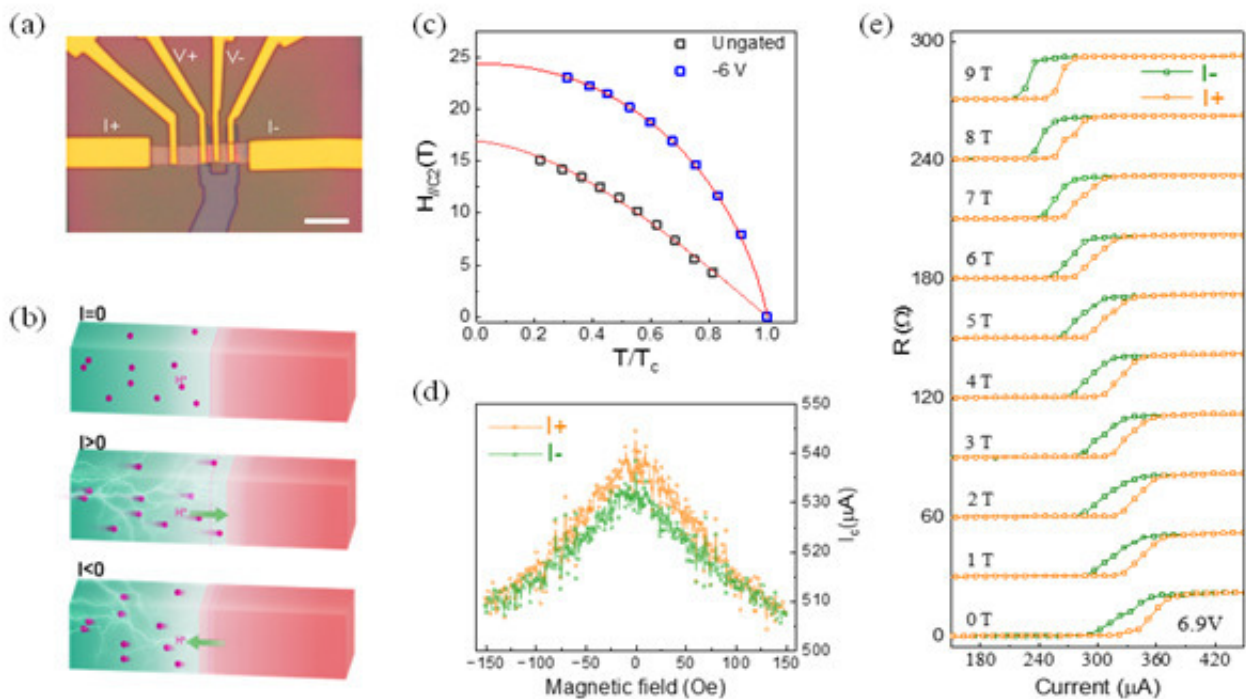 (a)
V+
V-
I+
I-
(b)
I=0
H⁺
I>0
H⁺
I<0
H⁺
(c)
H//C2(T)
25
20
15
10
5
0
0.0 0.2 0.4 0.6 0.8 1.0
T/Tc
Ungated
-6 V
(d)
I+
I-
550
540
530
520
510
500
Ic(μA)
−150 −100 −50 0 50 100 150
Magnetic field (Oe)
(e)
R(Ω)
300
240
180
120
60
0
I-
I+
9 T
8 T
7 T
6 T
5 T
4 T
3 T
2 T
1 T
0 T
6.9V
180 240 300 360 420
Current (μA)